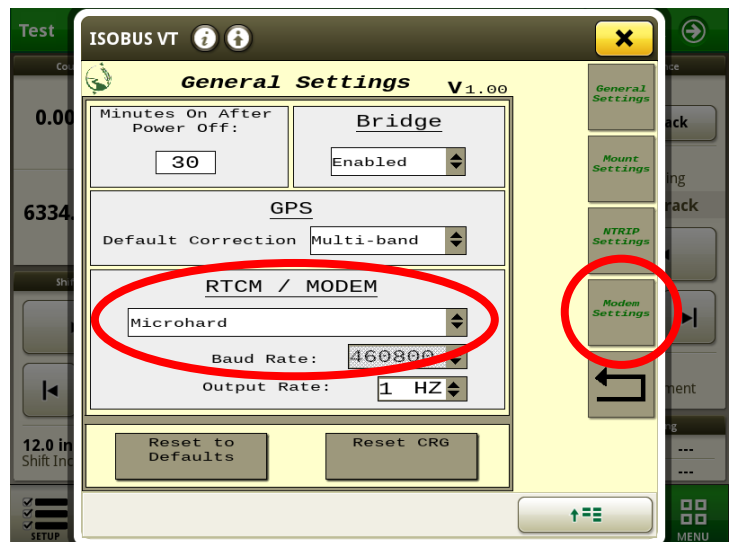 Test
ISOBUS VT
General Settings V1.00
Minutes On After
Power Off:
30
Bridge
Enabled
GPS
Default Correction Multi-band
RTCM / MODEM
Microhard
Baud Rate: 460800
Output Rate: 1 HZ
Reset to
Defaults
Reset CRG
General
Settings
Mount
Settings
NTRIP
Settings
Modem
Settings
0.00
6334.
12.0 in
Shift Inc
SETUP
ack
ing
rack
ment
---
---
MENU